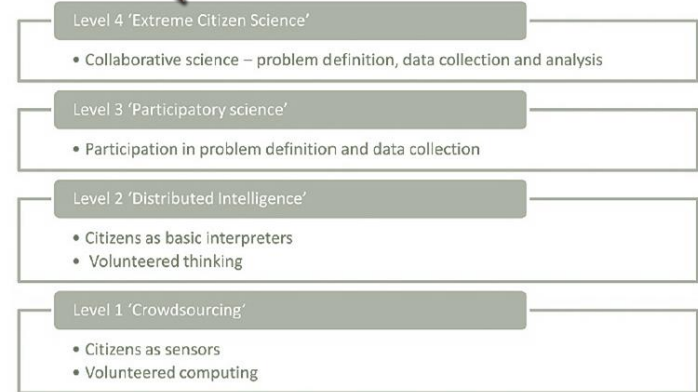 Level 4 ‘Extreme Citizen Science’
• Collaborative science – problem definition, data collection and analysis
Level 3 ‘Participatory science’
• Participation in problem definition and data collection
Level 2 ‘Distributed Intelligence’
• Citizens as basic interpreters
• Volunteered thinking
Level 1 ‘Crowdsourcing’
• Citizens as sensors
• Volunteered computing